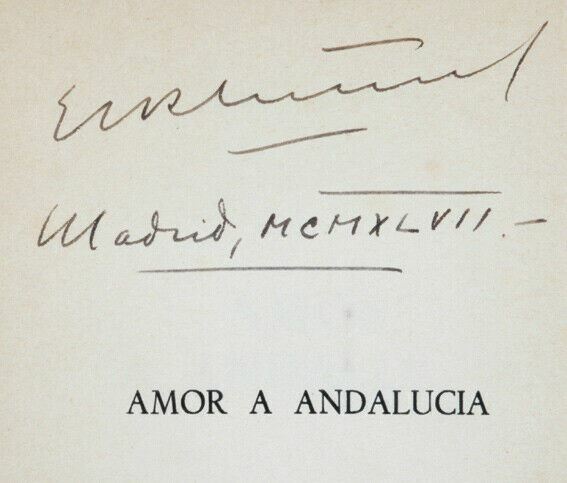 Madrid, MCMXLVII.-
AMOR A ANDALUCIA